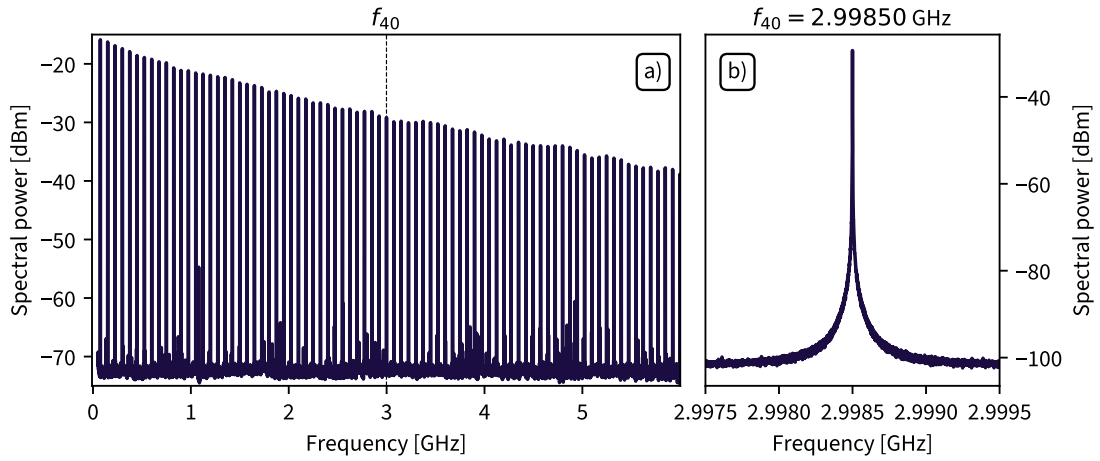 f₄₀
f₄₀ = 2.99850 GHz
a)
b)
Spectral power [dBm]
−20
−30
−40
−50
−60
−70
0 1 2 3 4 5
Frequency [GHz]
−40
−60
−80
−100
Spectral power [dBm]
2.9975 2.9980 2.9985 2.9990 2.9995
Frequency [GHz]